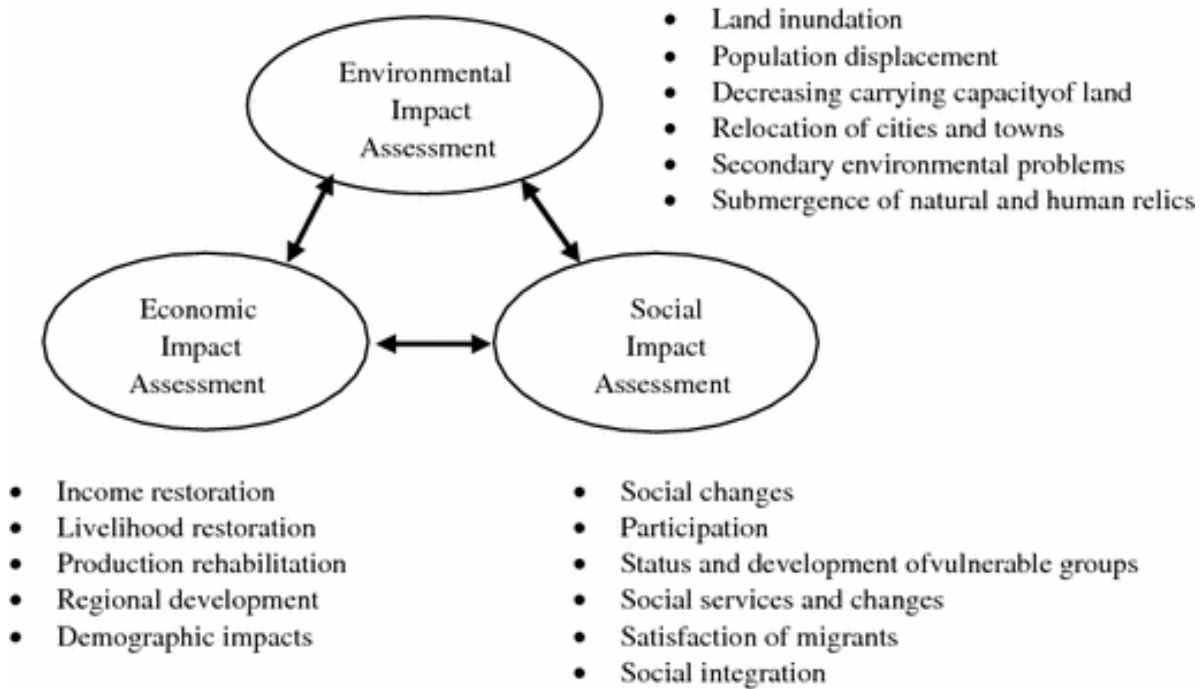 Environmental
Impact
Assessment
• Land inundation
• Population displacement
• Decreasing carrying capacityof land
• Relocation of cities and towns
• Secondary environmental problems
• Submergence of natural and human relics
Economic
Impact
Assessment
Social
Impact
Assessment
• Income restoration
• Livelihood restoration
• Production rehabilitation
• Regional development
• Demographic impacts
• Social changes
• Participation
• Status and development ofvulnerable groups
• Social services and changes
• Satisfaction of migrants
• Social integration